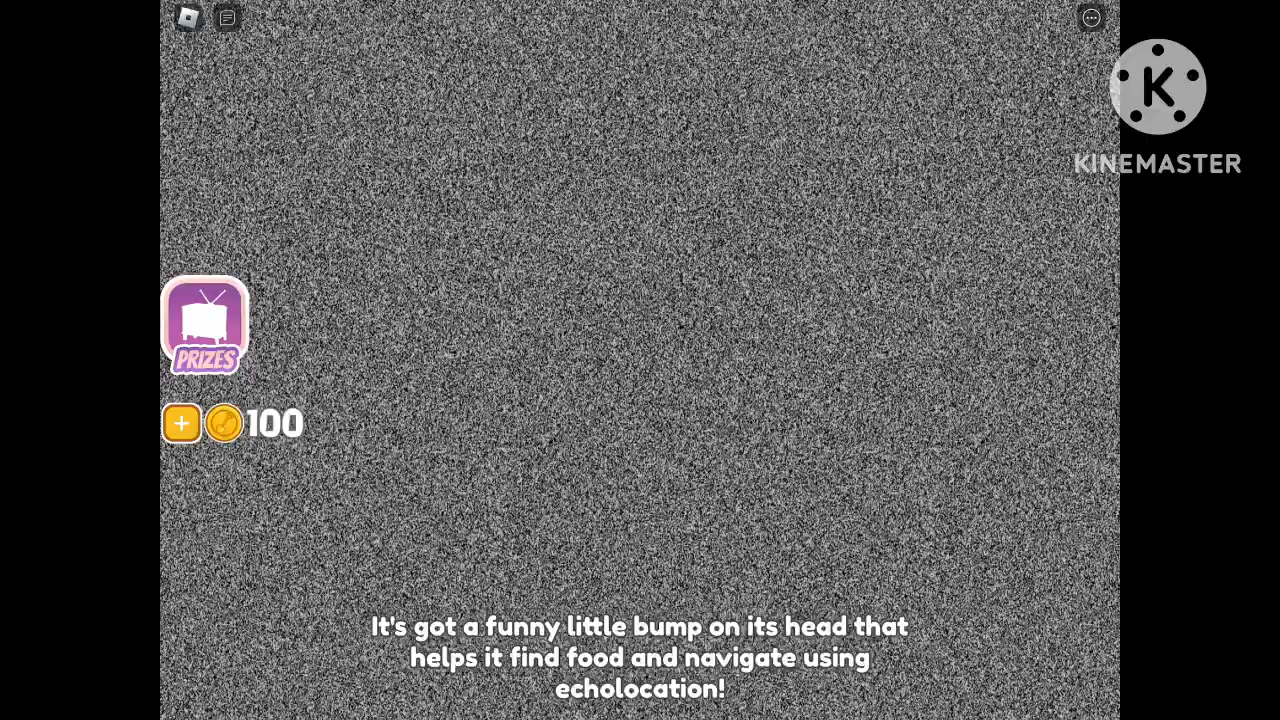 K
KINEMASTER
PRIZES
+ 100
It's got a funny little bump on its head that
helps it find food and navigate using
echolocation!